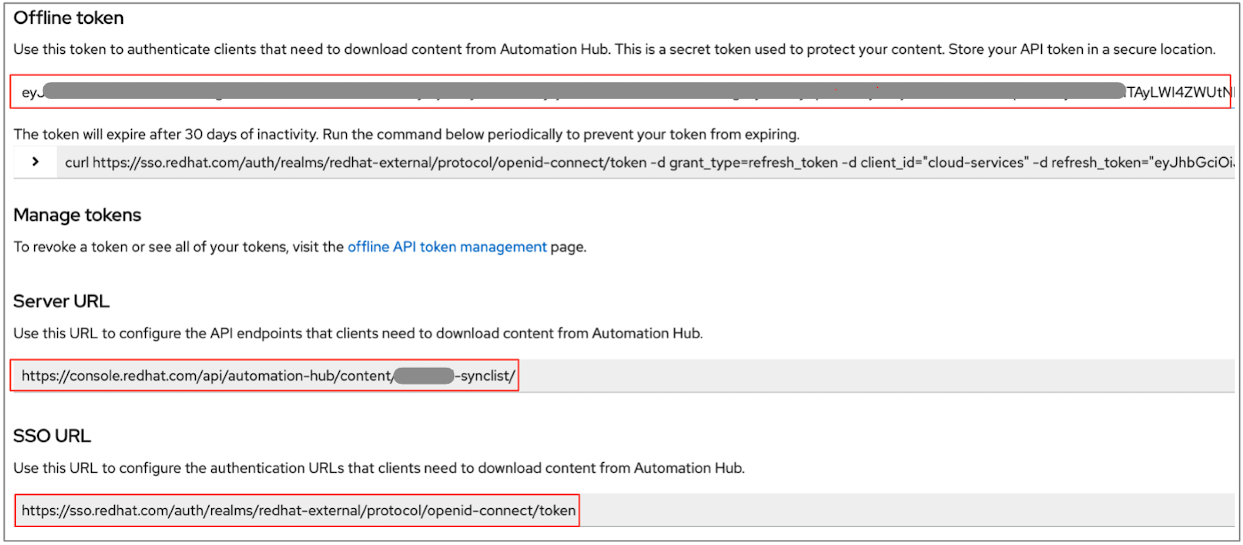 Offline token
Use this token to authenticate clients that need to download content from Automation Hub. This is a secret token used to protect your content. Store your API token in a secure location.
eyJ TAyLWI4ZWUtN
The token will expire after 30 days of inactivity. Run the command below periodically to prevent your token from expiring.
> curl https://sso.redhat.com/auth/realms/redhat-external/protocol/openid-connect/token -d grant_type=refresh_token -d client_id="cloud-services" -d refresh_token="eyJhbGciOiJ
Manage tokens
To revoke a token or see all of your tokens, visit the offline API token management page.
Server URL
Use this URL to configure the API endpoints that clients need to download content from Automation Hub.
https://console.redhat.com/api/automation-hub/content/ -synclist/
SSO URL
Use this URL to configure the authentication URLs that clients need to download content from Automation Hub.
https://sso.redhat.com/auth/realms/redhat-external/protocol/openid-connect/token